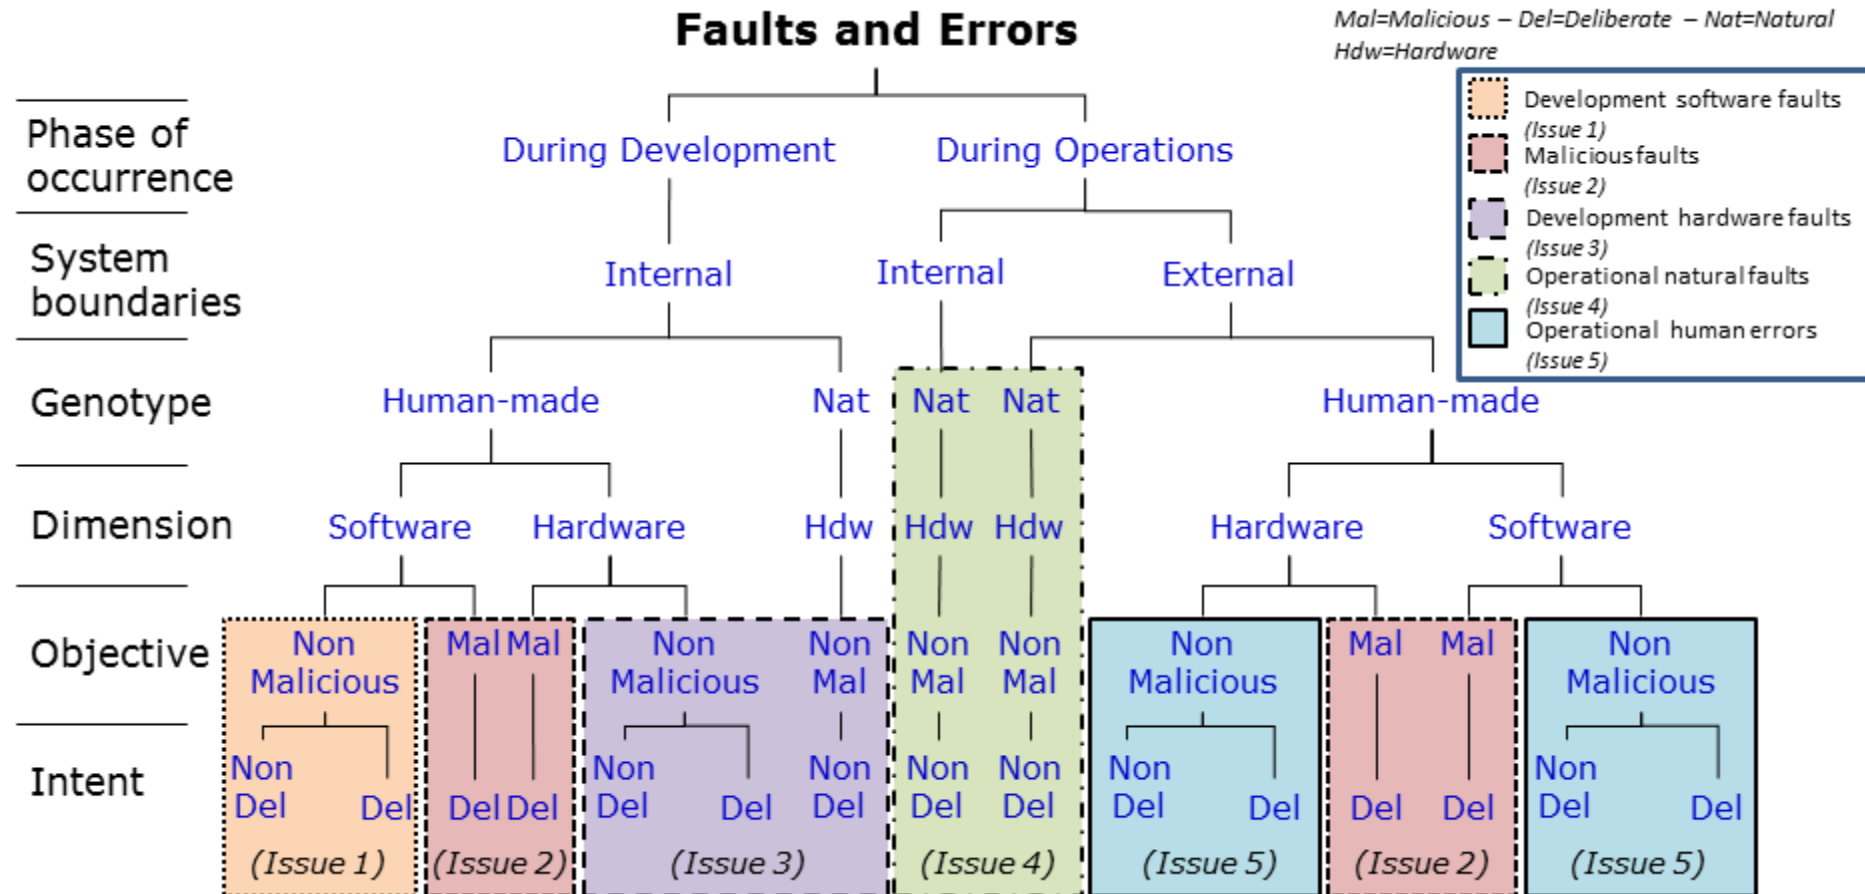 Faults and Errors
Mal=Malicious – Del=Deliberate – Nat=Natural
Hdw=Hardware
Development software faults
(Issue 1)
Malicious faults
(Issue 2)
Development hardware faults
(Issue 3)
Operational natural faults
(Issue 4)
Operational human errors
(Issue 5)
Phase of
occurrence
During Development During Operations
System
boundaries
Internal Internal External
Genotype Human-made Nat Nat Nat Human-made
Dimension Software Hardware Hdw Hdw Hdw Hardware Software
Objective
Non Mal Mal Non Non Non Non Non Mal Mal Non
Malicious Malicious Mal Mal Mal Malicious Malicious
Intent
Non Non Non Non Non Non Non
Del Del Del Del Del Del Del Del Del Del Del Del Del Del Del
(Issue 1) (Issue 2) (Issue 3) (Issue 4) (Issue 5) (Issue 2) (Issue 5)